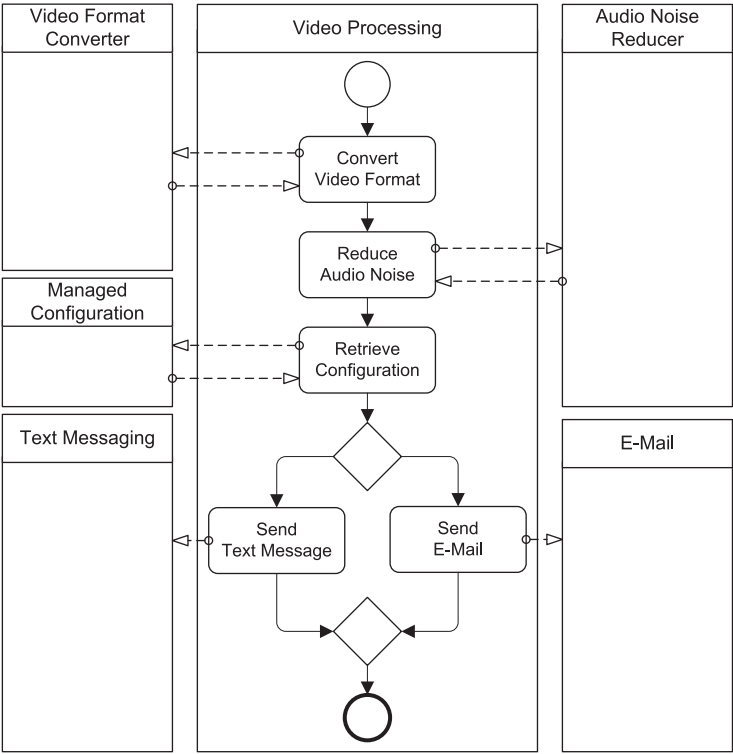 Video Format
Converter
Video Processing
Audio Noise
Reducer
Convert
Video Format
Reduce
Audio Noise
Managed
Configuration
Retrieve
Configuration
Text Messaging
E-Mail
Send
Text Message
Send
E-Mail